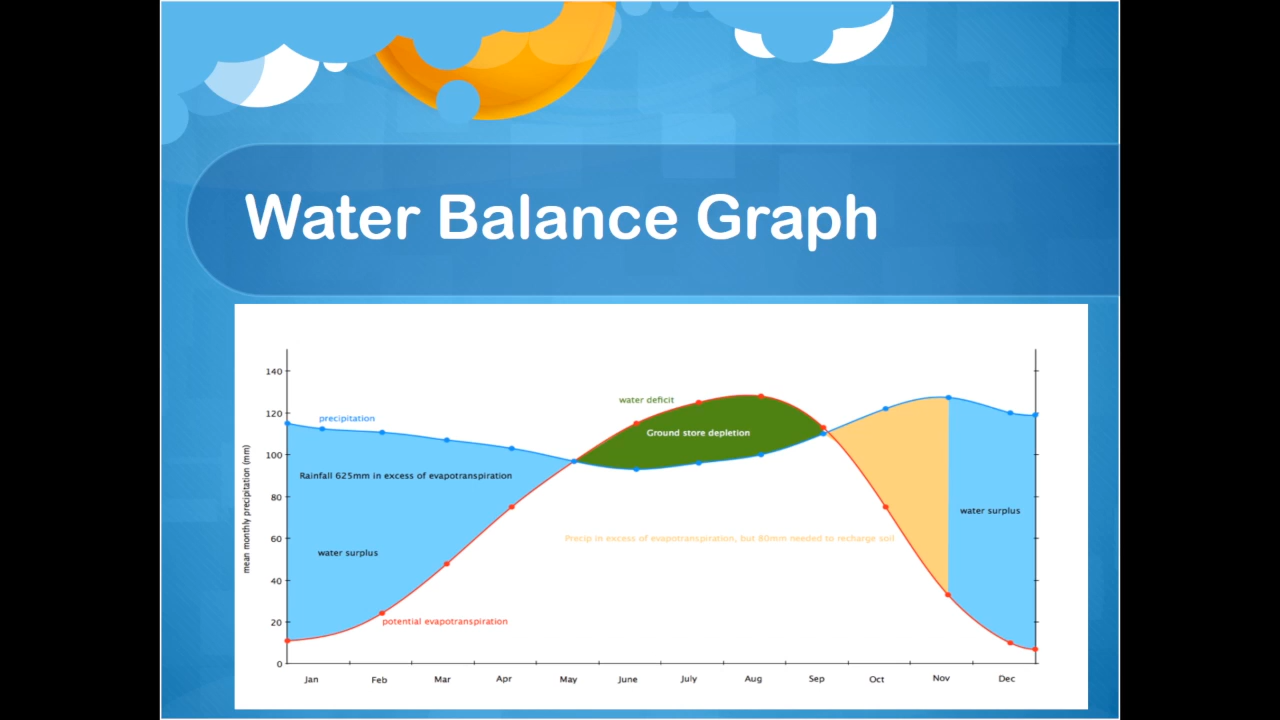 Water Balance Graph
140
water deficit
120
precipitation
Ground store depletion
100
Rainfall 625mm in excess of evapotranspiration
80
water surplus
mean monthly precipitation (mm)
60
Precip in excess of evapotranspiration, but 80mm needed to recharge soil
water surplus
40
20
potential evapotranspiration
0
Jan Feb Mar Apr May June July Aug Sep Oct Nov Dec